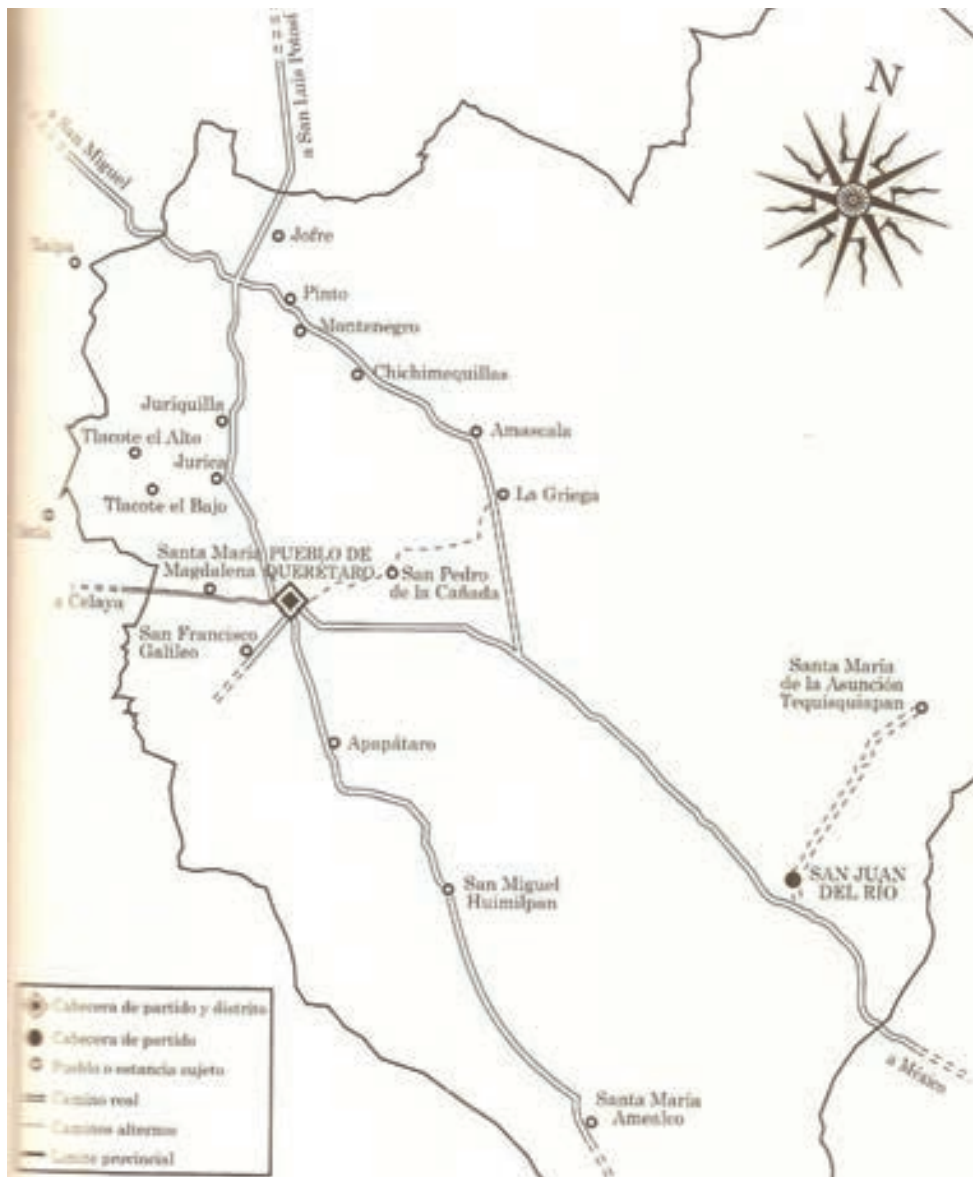 N
a San Luis Potosí
a San Miguel
Jofre
Pinto
Montenegro
Chichimequillas
Juriquilla
Amascala
Tlacote el Alto
Jurica
La Griega
Tlacote el Bajo
Santa María
Magdalena
PUEBLO DE
QUERÉTARO
San Pedro
de la Cañada
a Celaya
San Francisco
Galileo
Santa María
de la Asunción
Tequisquiapan
Apapátaro
SAN JUAN
DEL RÍO
San Miguel
Huimilpan
a México
Santa María
Amealco
Cabecera de partido y distrito
Cabecera de partido
Pueblo o estancia sujeto
Camino real
Caminos alternos
Límite provincial